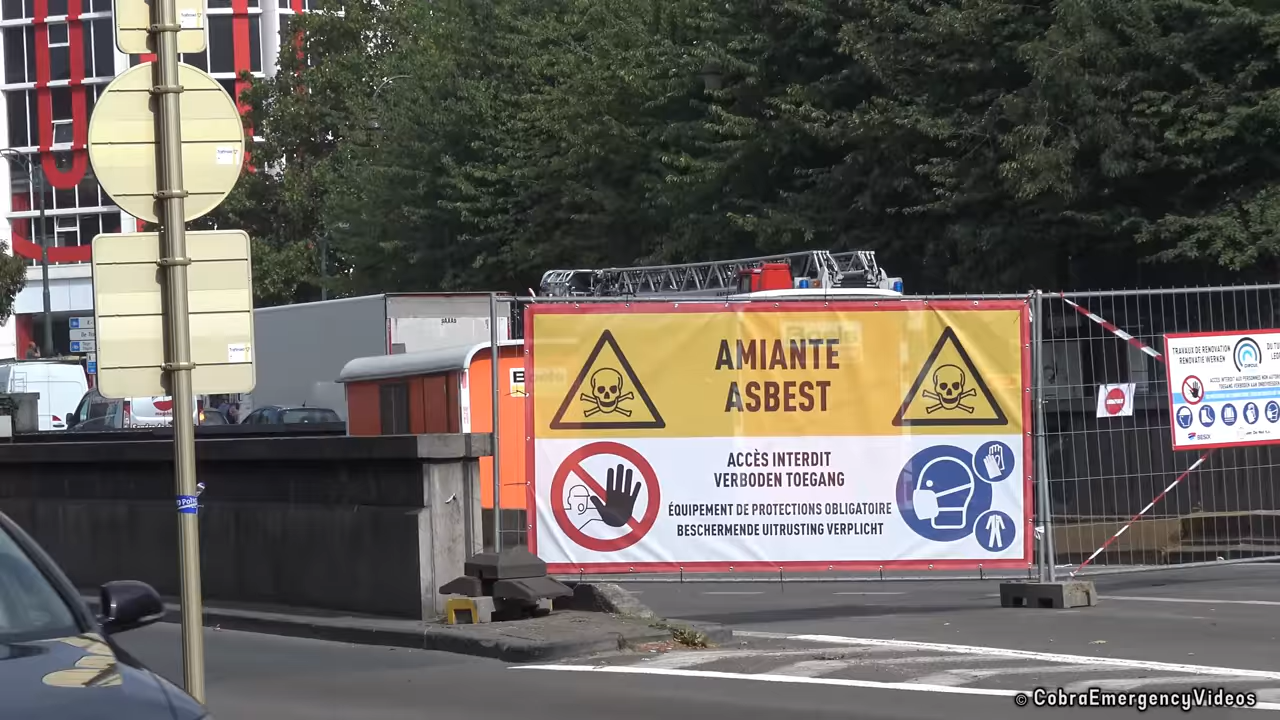 AMIANTE
ASBEST
ACCÈS INTERDIT
VERBODEN TOEGANG
ÉQUIPEMENT DE PROTECTIONS OBLIGATOIRE
BESCHERMENDE UITRUSTING VERPLICHT
TRAVAUX DE RENOVATION
RENOVATIE WERKEN
BESIX
© CobraEmergencyVideos